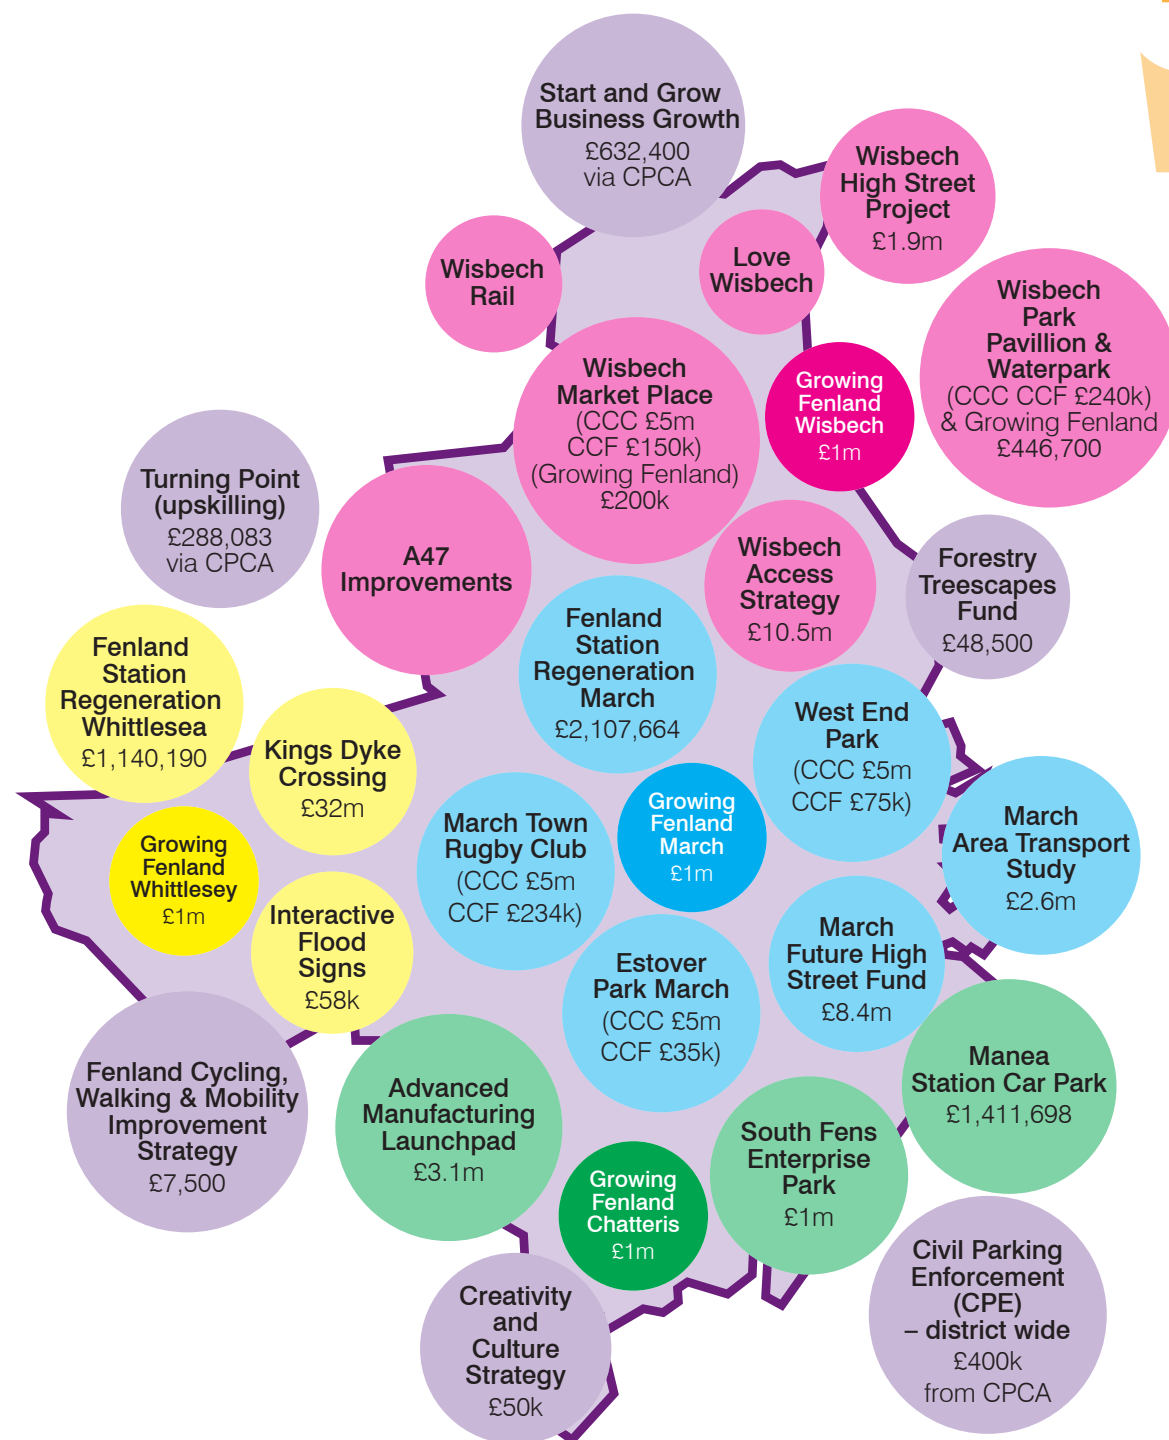 Start and Grow
Business Growth
£632,400
via CPCA
Wisbech
High Street
Project
£1.9m
Wisbech
Rail
Love
Wisbech
Wisbech
Park
Pavillion &
Waterpark
(CCC CCF £240k)
& Growing Fenland
£446,700
Wisbech
Market Place
(CCC £5m
CCF £150k)
(Growing Fenland)
£200k
Growing
Fenland
Wisbech
£1m
Turning Point
(upskilling)
£288,083
via CPCA
A47
Improvements
Wisbech
Access
Strategy
£10.5m
Forestry
Treescapes
Fund
£48,500
Fenland
Station
Regeneration
March
£2,107,664
Fenland
Station
Regeneration
Whittlesea
£1,140,190
Kings Dyke
Crossing
£32m
West End
Park
(CCC £5m
CCF £75k)
Growing
Fenland
March
£1m
March Town
Rugby Club
(CCC £5m
CCF £234k)
March
Area Transport
Study
£2.6m
Growing
Fenland
Whittlesey
£1m
Interactive
Flood
Signs
£58k
March
Future High
Street Fund
£8.4m
Estover
Park March
(CCC £5m
CCF £35k)
Manea
Station Car Park
£1,411,698
Fenland Cycling,
Walking & Mobility
Improvement
Strategy
£7,500
Advanced
Manufacturing
Launchpad
£3.1m
South Fens
Enterprise
Park
£1m
Growing
Fenland
Chatteris
£1m
Civil Parking
Enforcement
(CPE)
– district wide
£400k
from CPCA
Creativity
and
Culture
Strategy
£50k